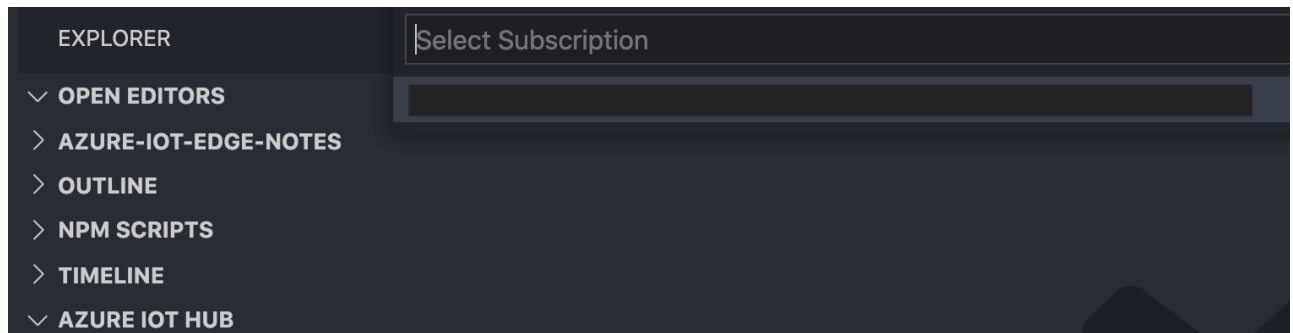 EXPLORER
Select Subscription
OPEN EDITORS
AZURE-IOT-EDGE-NOTES
OUTLINE
NPM SCRIPTS
TIMELINE
AZURE IOT HUB